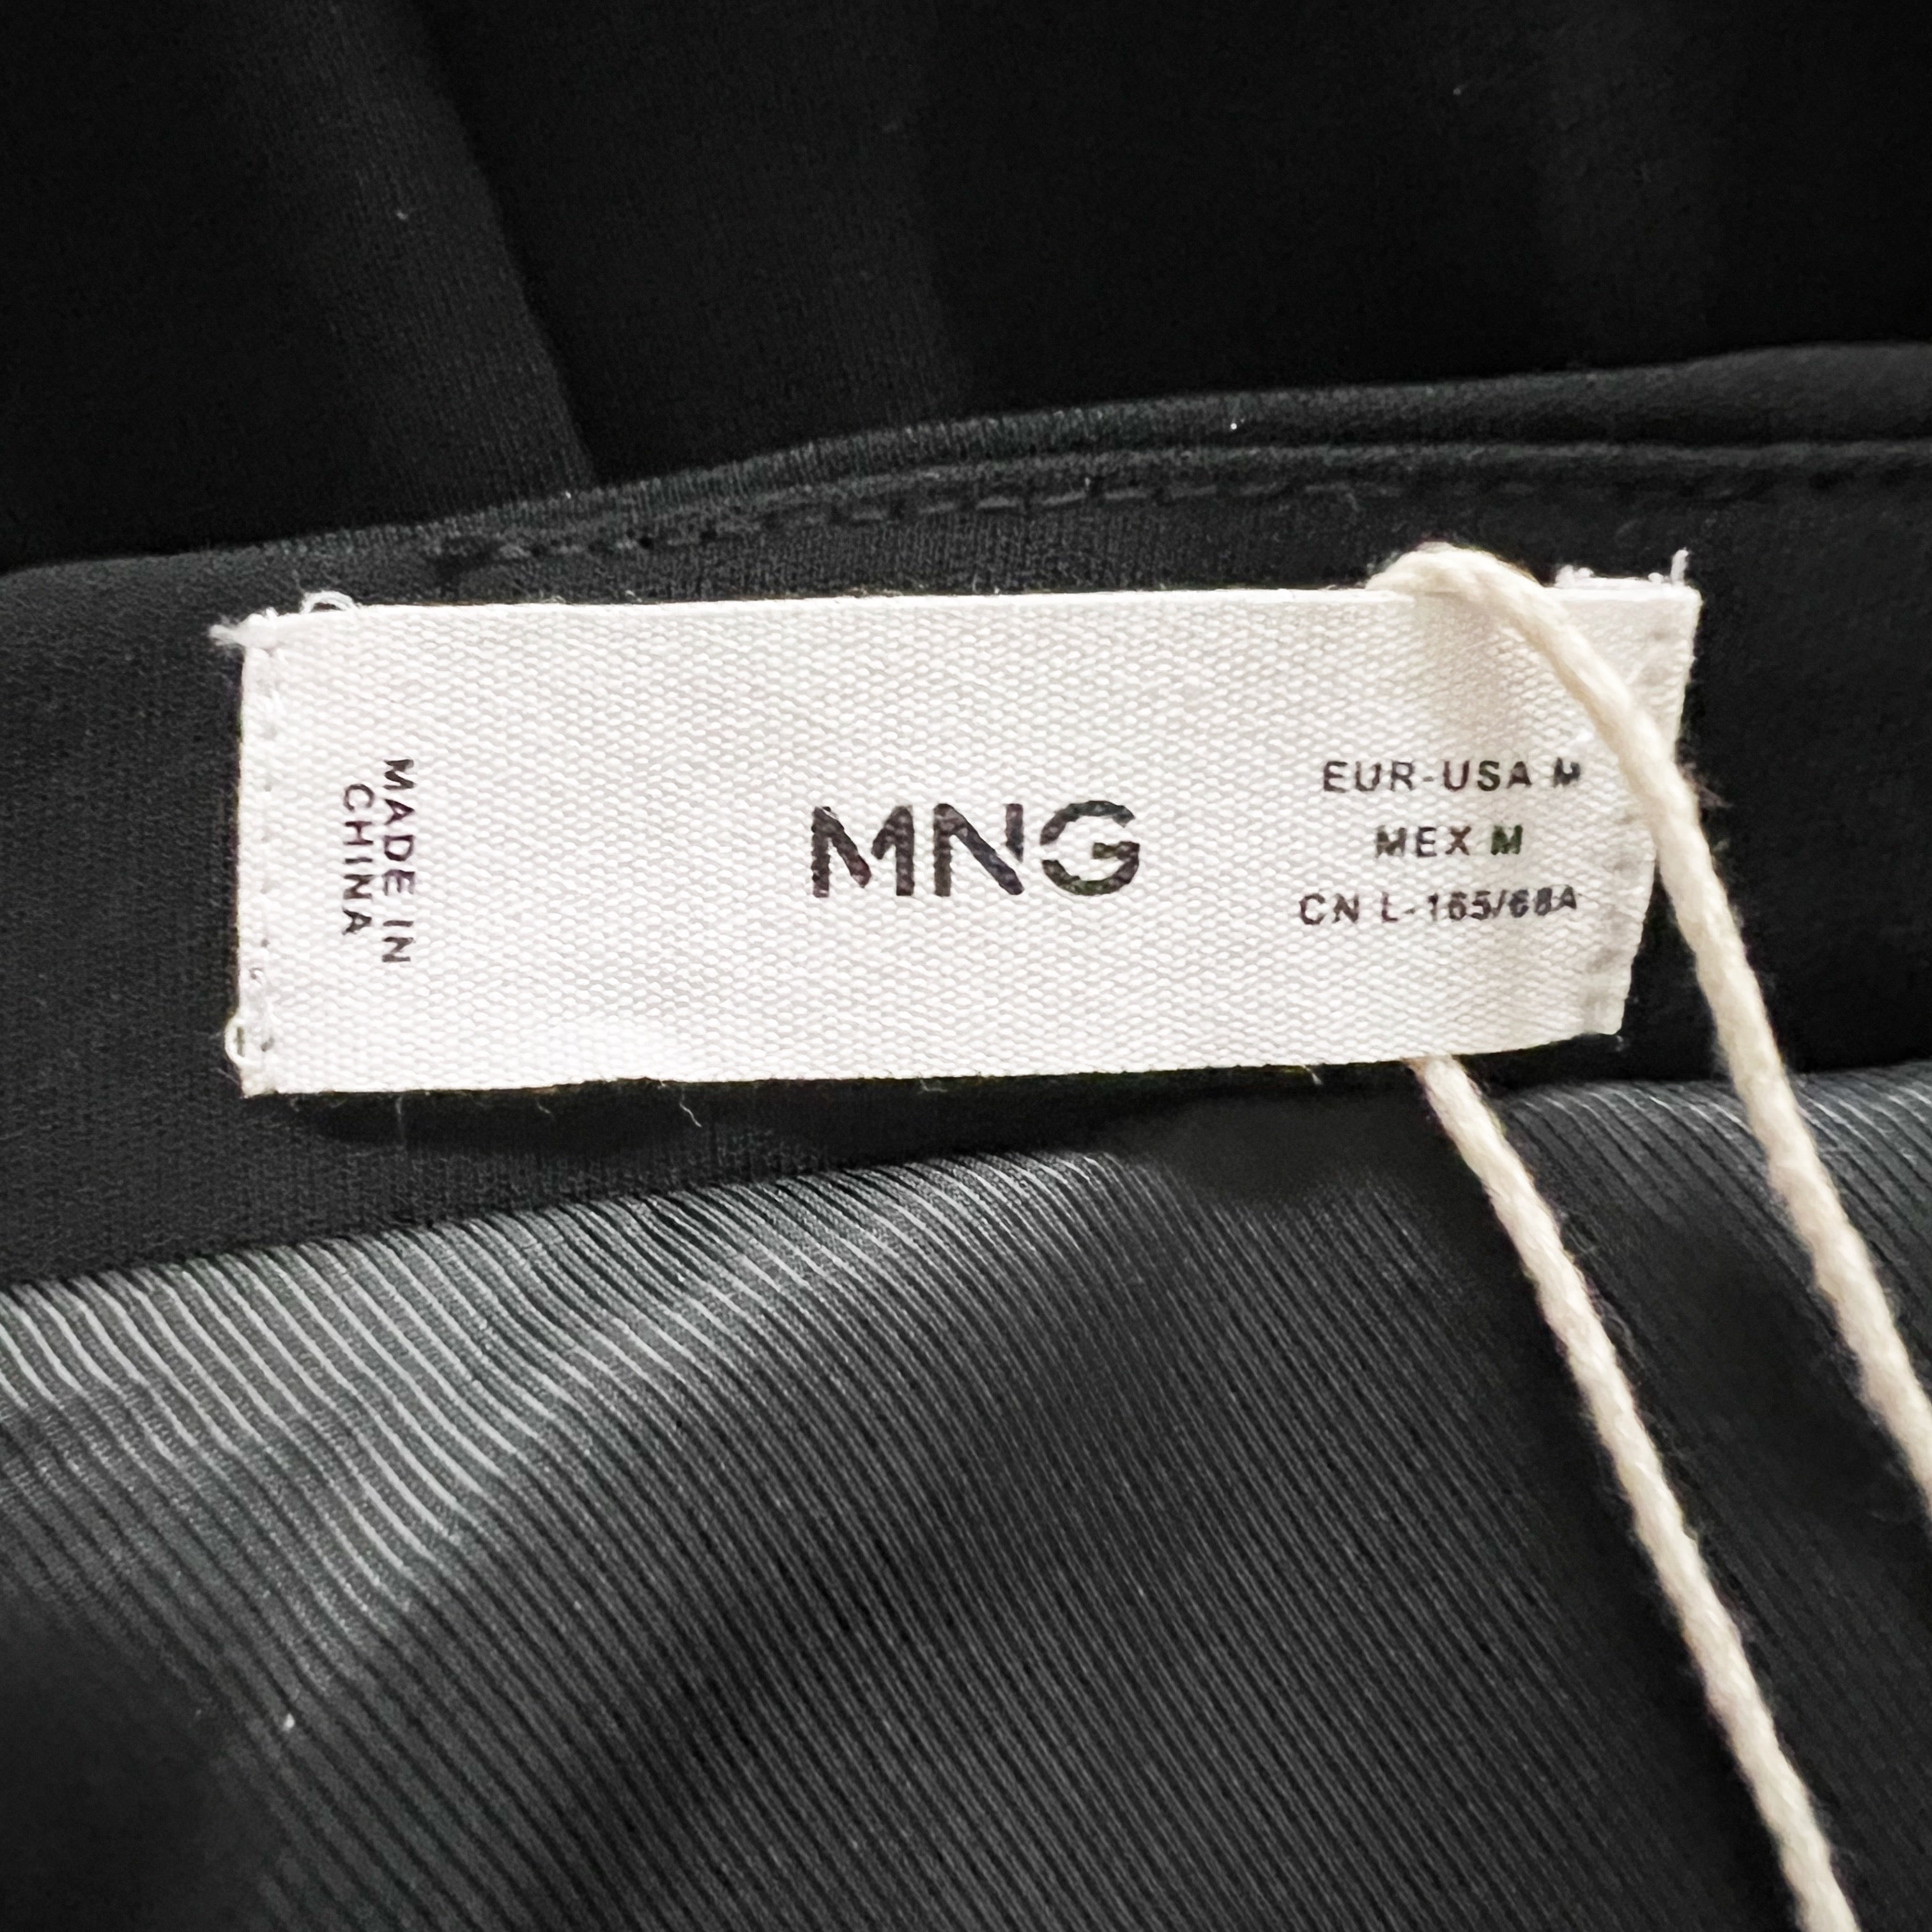 MADE IN
CHINA
MNG
EUR-USA M
MEX M
CN L-165/68A